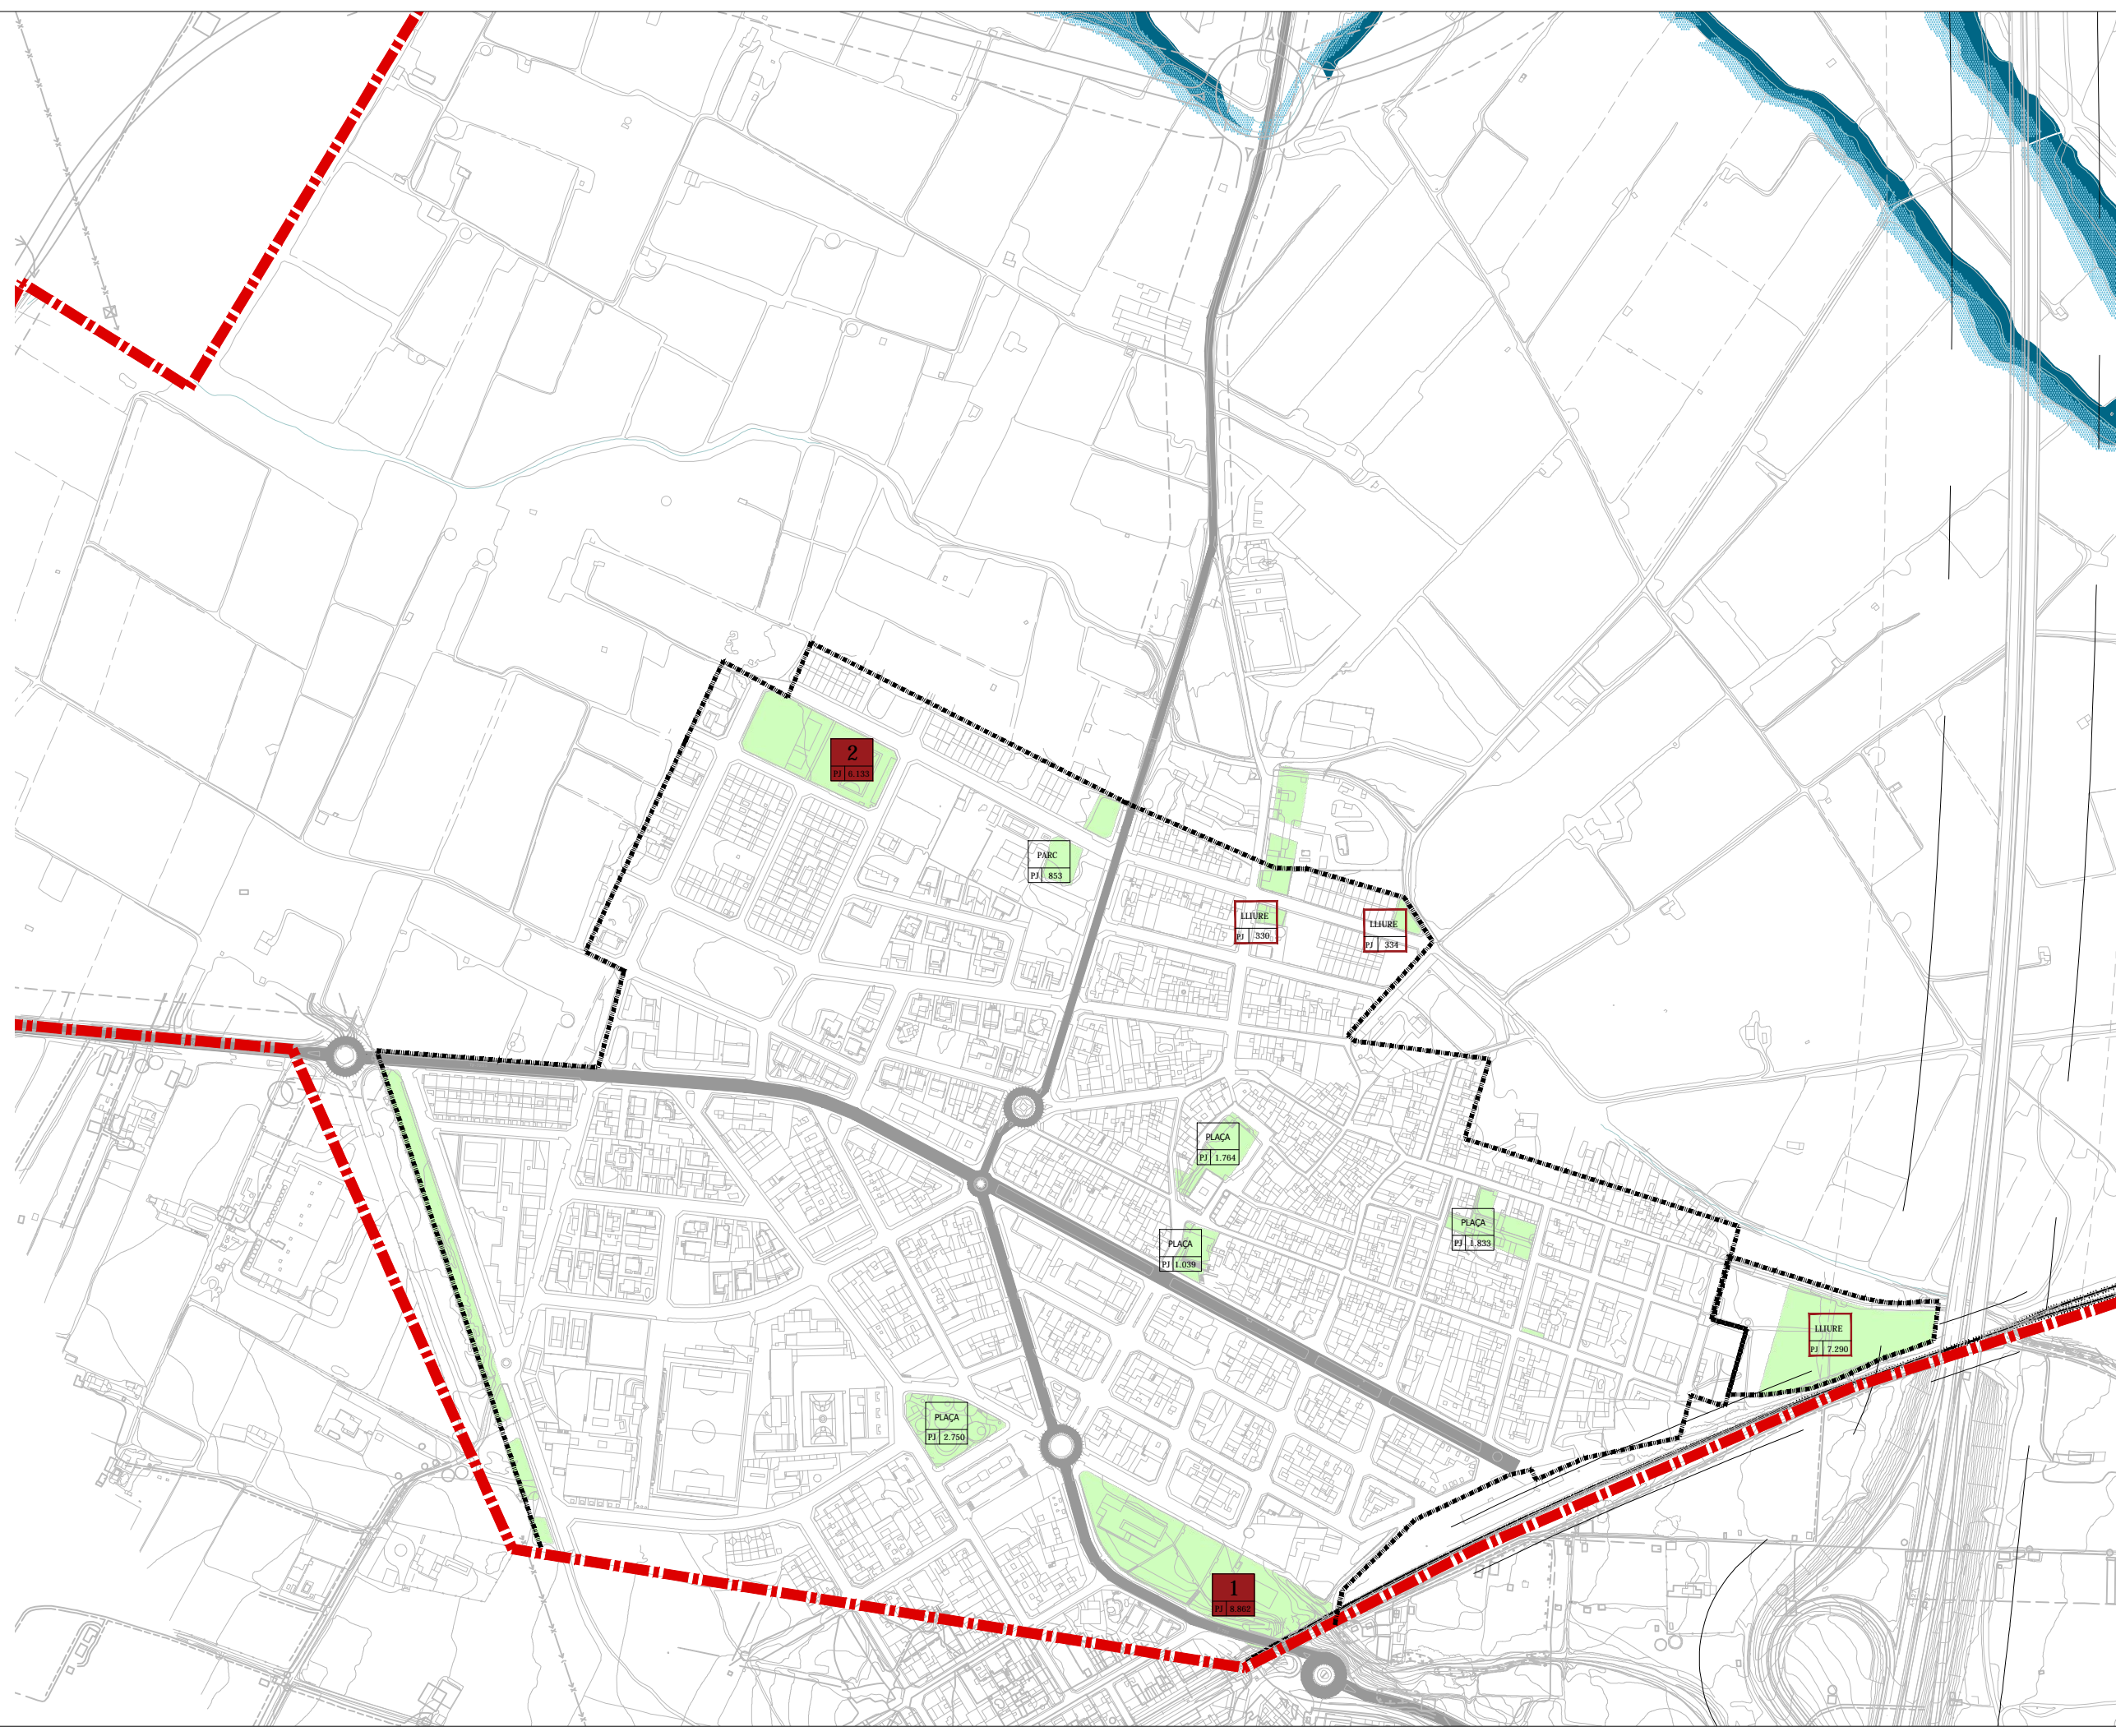 2
PJ 6.133
PARC
PJ 853
LLIURE
PJ 330
LLIURE
PJ 334
PLAÇA
PJ 1.764
PLAÇA
PJ 1.833
PLAÇA
PJ 1.039
LLIURE
PJ 7.290
PLAÇA
PJ 2.750
1
PJ 8.862